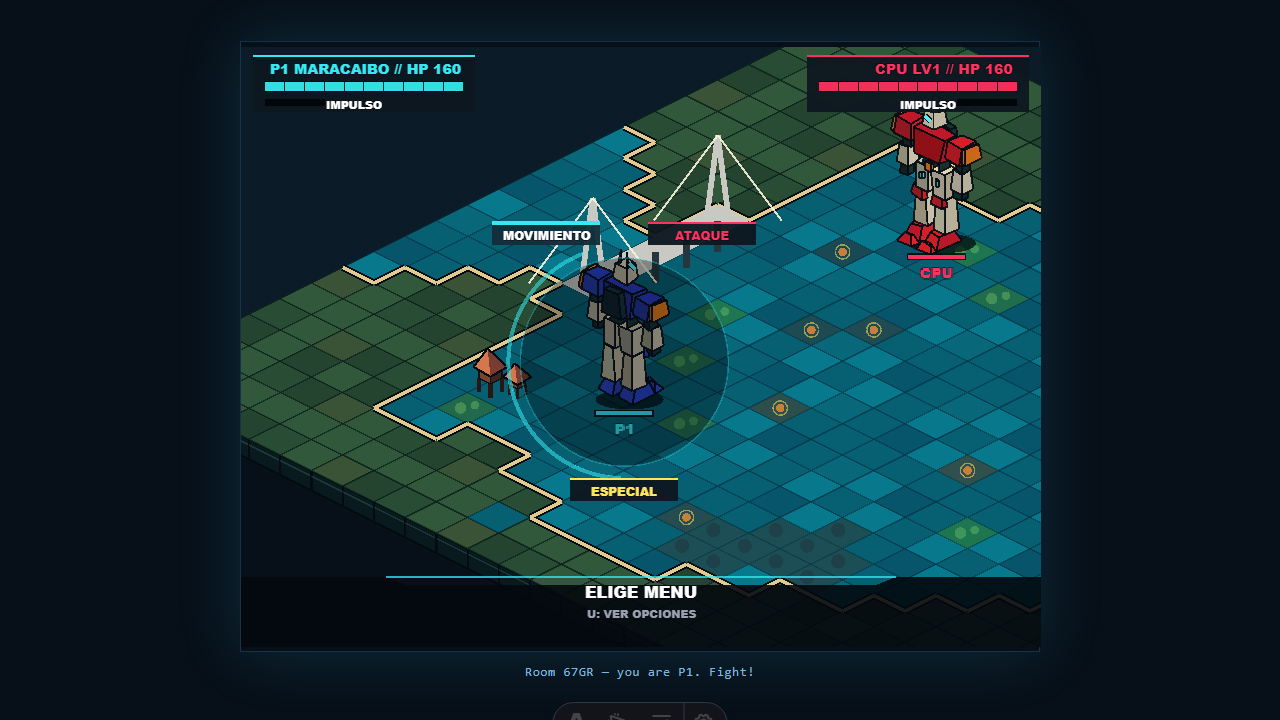 P1 MARACAIBO // HP 160
IMPULSO
CPU LV1 // HP 160
IMPULSO
MOVIMIENTO
ATAQUE
CPU
P1
ESPECIAL
ELIGE MENU
U: VER OPCIONES
Room 67GR — you are P1. Fight!